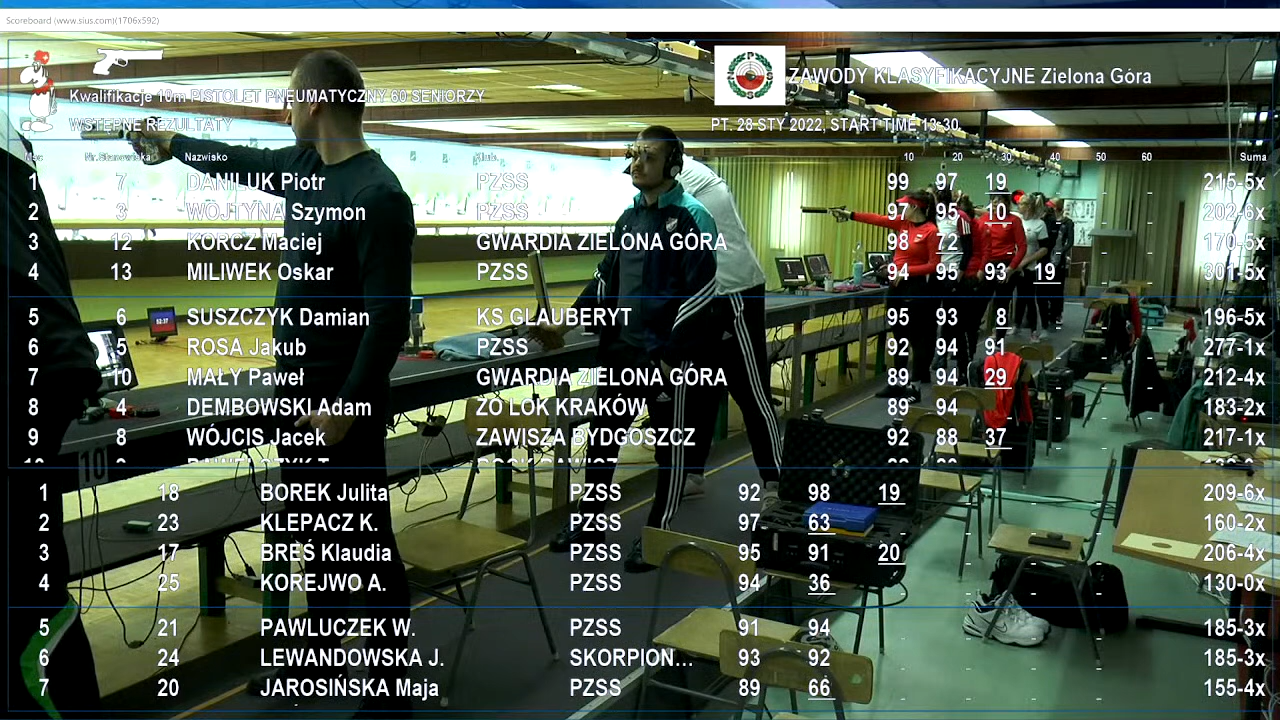 Scoreboard (www.sius.com)(1706x592)
ZAWODY KLASYFIKACYJNE Zielona Góra
Kwalifikacje 10m PISTOLET PNEUMATYCZNY 60 SENIORZY
WSTĘPNE REZULTATY PT. 28 STY 2022, START TIME 13:30
Nr. Stanowiska Nazwisko Klub 10 20 30 40 50 60 Suma
1 7 DANILUK Piotr PZSS 99 97 19 215-5x
2 3 WOJTYNA Szymon PZSS 97 95 10 202-6x
3 12 KORCZ Maciej GWARDIA ZIELONA GÓRA 98 72 170-5x
4 13 MILIWEK Oskar PZSS 94 95 93 19 301-5x
5 6 SUSZCZYK Damian KS GLAUBERYT 95 93 8 196-5x
6 5 ROSA Jakub PZSS 92 94 91 277-1x
7 10 MAŁY Paweł GWARDIA ZIELONA GÓRA 89 94 29 212-4x
8 4 DEMBOWSKI Adam ZO LOK KRAKÓW 89 94 183-2x
9 8 WÓJCIS Jacek ZAWISZA BYDGOSZCZ 92 88 37 217-1x
10
1 18 BOREK Julita PZSS 92 98 19 209-6x
2 23 KLEPACZ K. PZSS 97 63 160-2x
3 17 BREŚ Klaudia PZSS 95 91 20 206-4x
4 25 KOREJWO A. PZSS 94 36 130-0x
5 21 PAWLUCZEK W. PZSS 91 94 185-3x
6 24 LEWANDOWSKA J. SKORPION... 93 92 185-3x
7 20 JAROSIŃSKA Maja PZSS 89 66 155-4x